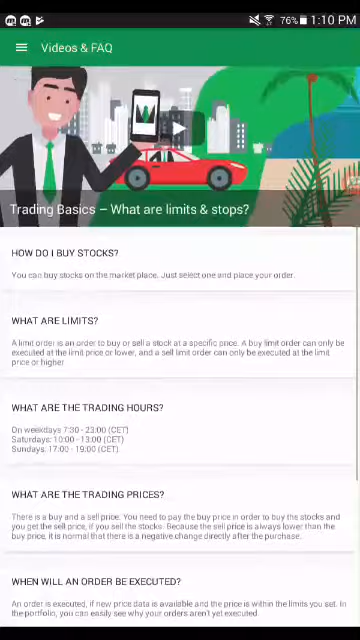 76% 1:10 PM
Videos & FAQ
Trading Basics – What are limits & stops?
HOW DO I BUY STOCKS?
You can buy stocks on the market place. Just select one and place your order.
WHAT ARE LIMITS?
A limit order is an order to buy or sell a stock at a specific price. A buy limit order can only be
executed at the limit price or lower, and a sell limit order can only be executed at the limit
price or higher
WHAT ARE THE TRADING HOURS?
On weekdays 7:30 - 23:00 (CET)
Saturdays: 10:00 - 13:00 (CET)
Sundays: 17:00 - 19:00 (CET)
WHAT ARE THE TRADING PRICES?
There is a buy and a sell price. You need to pay the buy price in order to buy the stocks and
you get the sell price, if you sell the stocks. Because the sell price is always lower than the
buy price, it is normal that there is a negative change directly after the purchase.
WHEN WILL AN ORDER BE EXECUTED?
An order is executed, if new price data is available and the price is within the limits you set. In
the portfolio, you can easily see why your orders aren't yet executed.